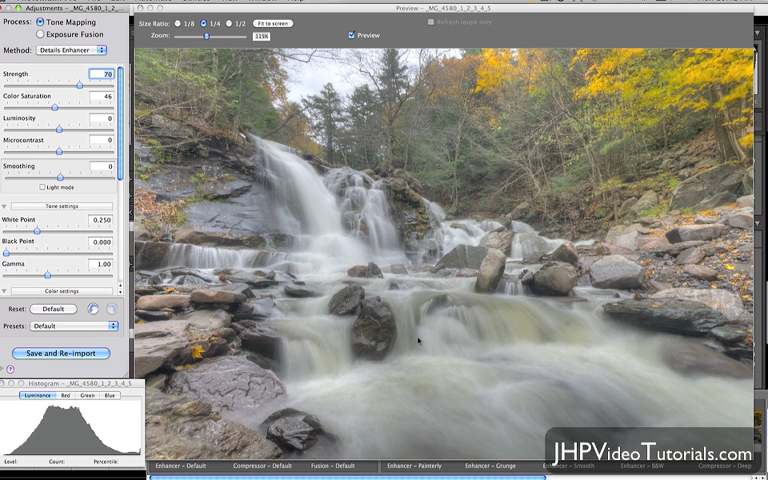 Adjustments - _MG_4580_1_2_...
Preview - _MG_4580_1_2_3_4_5
Process: Tone Mapping
Exposure Fusion
Method: Details Enhancer
Strength 70
Color Saturation 46
Luminosity 0
Microcontrast 0
Smoothing 0
Light mode
Tone settings
White Point 0.250
Black Point 0.000
Gamma 1.00
Color settings
Reset: Default
Presets: Default
Save and Re-import
Size Ratio: 1/8 1/4 1/2 Fit to screen
Refresh loupe only
Zoom: 119% Preview
Histogram - _MG_4580_1_2_3_4_5
Luminance Red Green Blue
Level: Count: Percentile:
Enhancer - Default Compressor - Default Fusion - Default Enhancer - Painterly Enhancer - Grunge Enhancer - Smooth Enhancer - B&W Compressor - Deep
JHPVideoTutorials.com